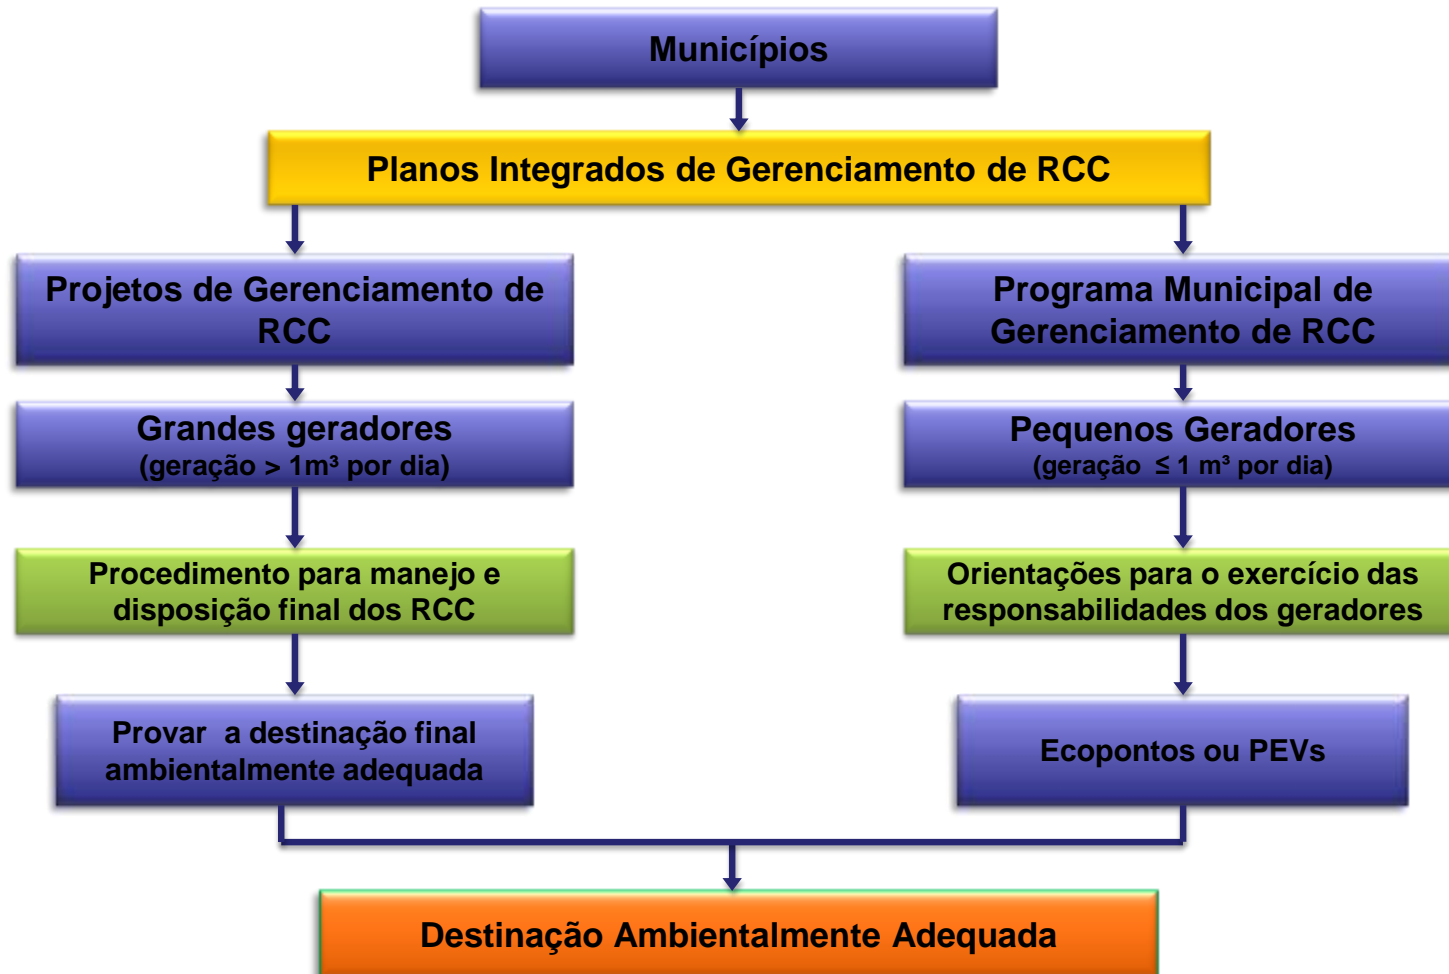 Municípios
Planos Integrados de Gerenciamento de RCC
Projetos de Gerenciamento de
RCC
Programa Municipal de
Gerenciamento de RCC
Grandes geradores
(geração > 1m³ por dia)
Pequenos Geradores
(geração ≤ 1 m³ por dia)
Procedimento para manejo e
disposição final dos RCC
Orientações para o exercício das
responsabilidades dos geradores
Provar a destinação final
ambientalmente adequada
Ecopontos ou PEVs
Destinação Ambientalmente Adequada